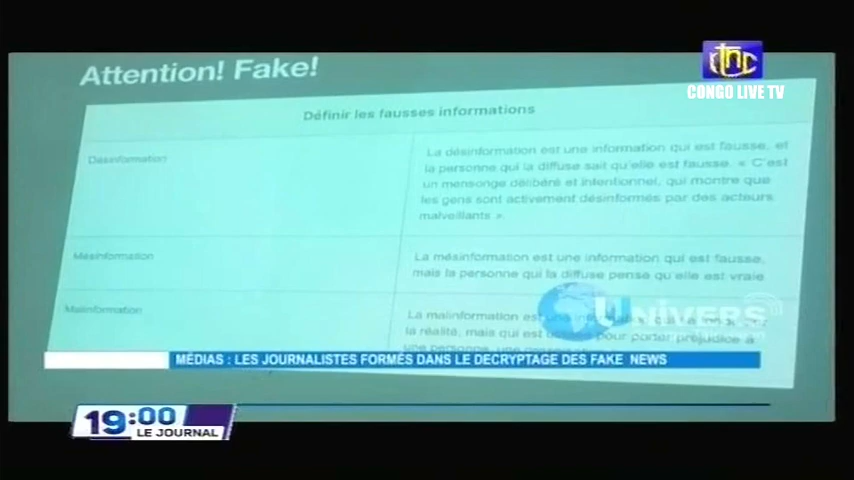 Attention! Fake!
CONGO LIVE TV
Définir les fausses informations
Désinformation
La désinformation est une information qui est fausse, et
la personne qui la diffuse sait qu'elle est fausse. « C'est
un mensonge délibéré et intentionnel, qui montre que
les gens sont activement désinformés par des acteurs
malveillants ».
Mésinformation
La mésinformation est une information qui est fausse,
mais la personne qui la diffuse pense qu'elle est vraie
Malinformation
La malinformation est une
la réalité, mais qui est pour porter préjudice à
UNIVERS
MÉDIAS : LES JOURNALISTES FORMÉS DANS LE DECRYPTAGE DES FAKE NEWS
19:00
LE JOURNAL